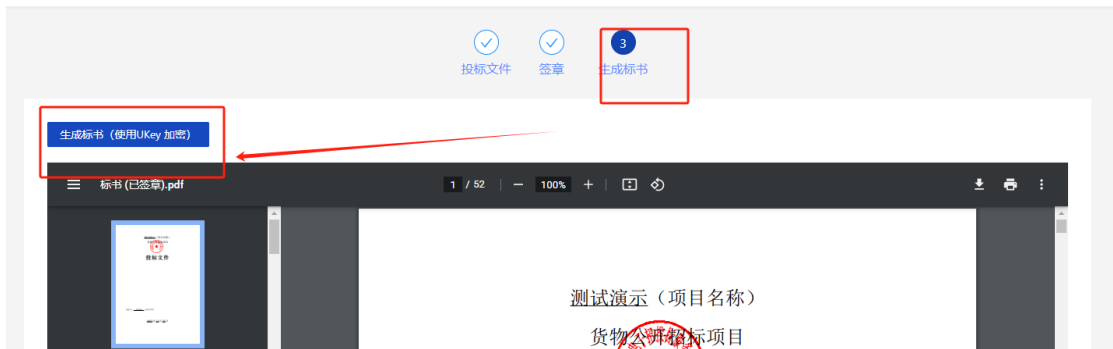 3
投标文件 签章 生成标书
生成标书（使用UKey 加密）
标书 (已签章).pdf 1 / 52 100%
投标文件
测试演示（项目名称）
货物公开招标项目